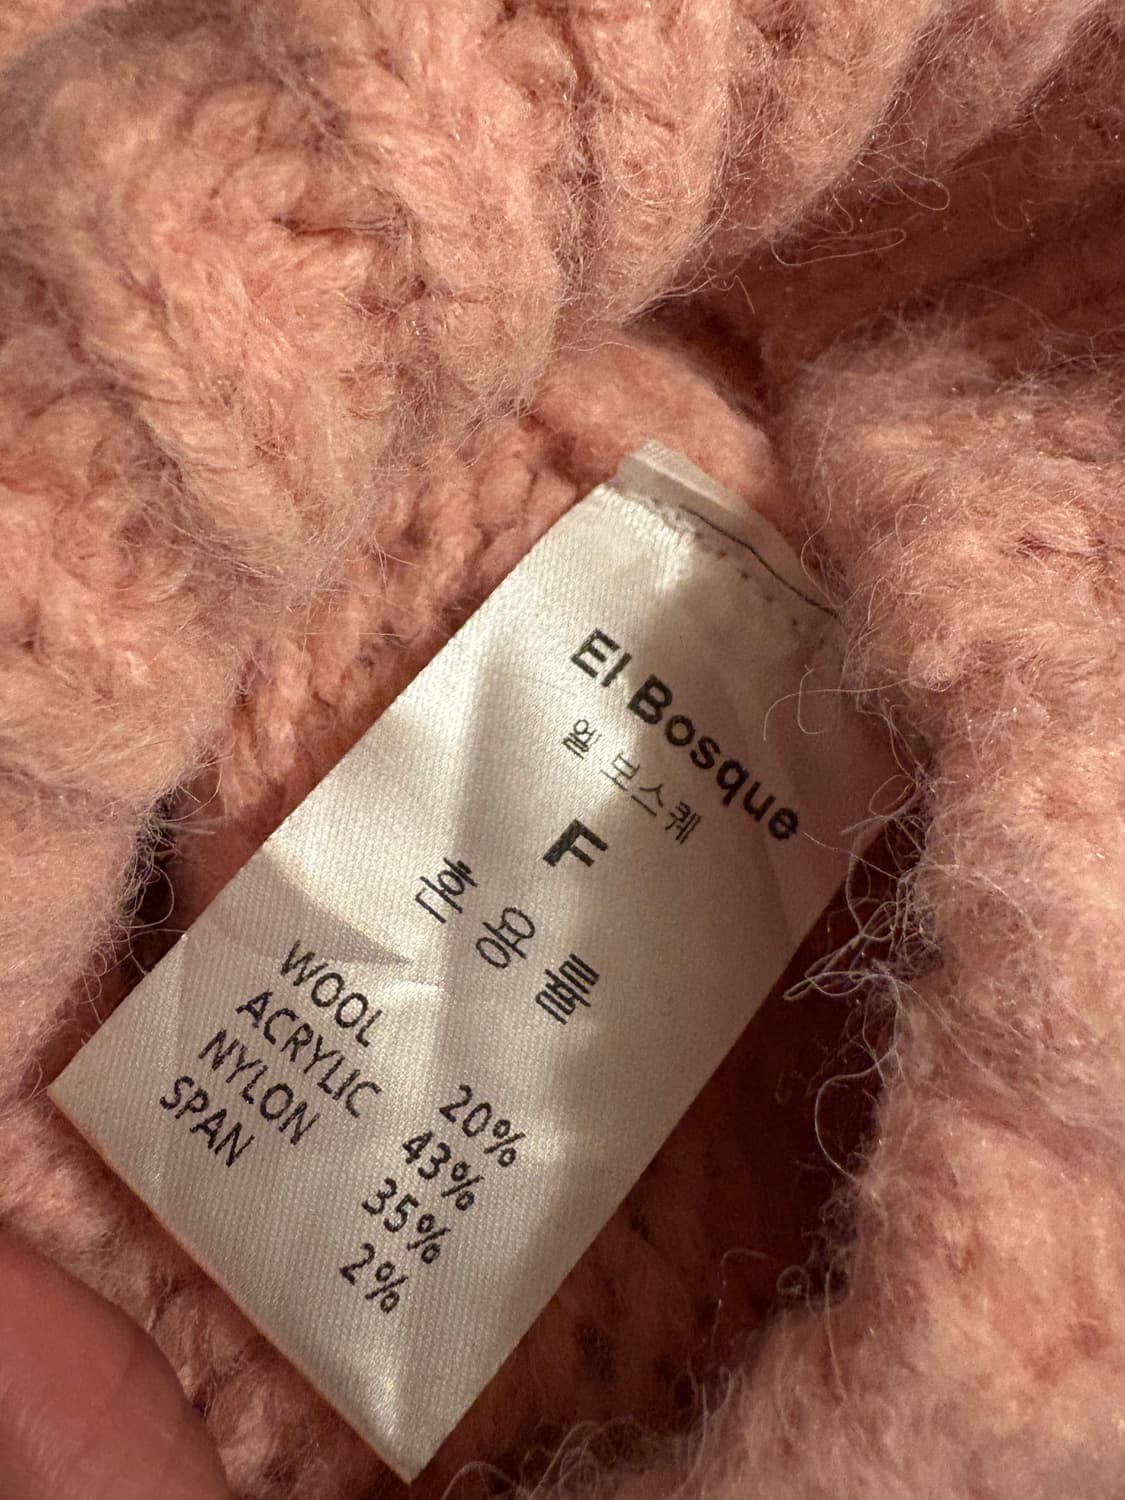 El Bosque
엘 보스케
F
혼용률
WOOL 20%
ACRYLIC 43%
NYLON 35%
SPAN 2%